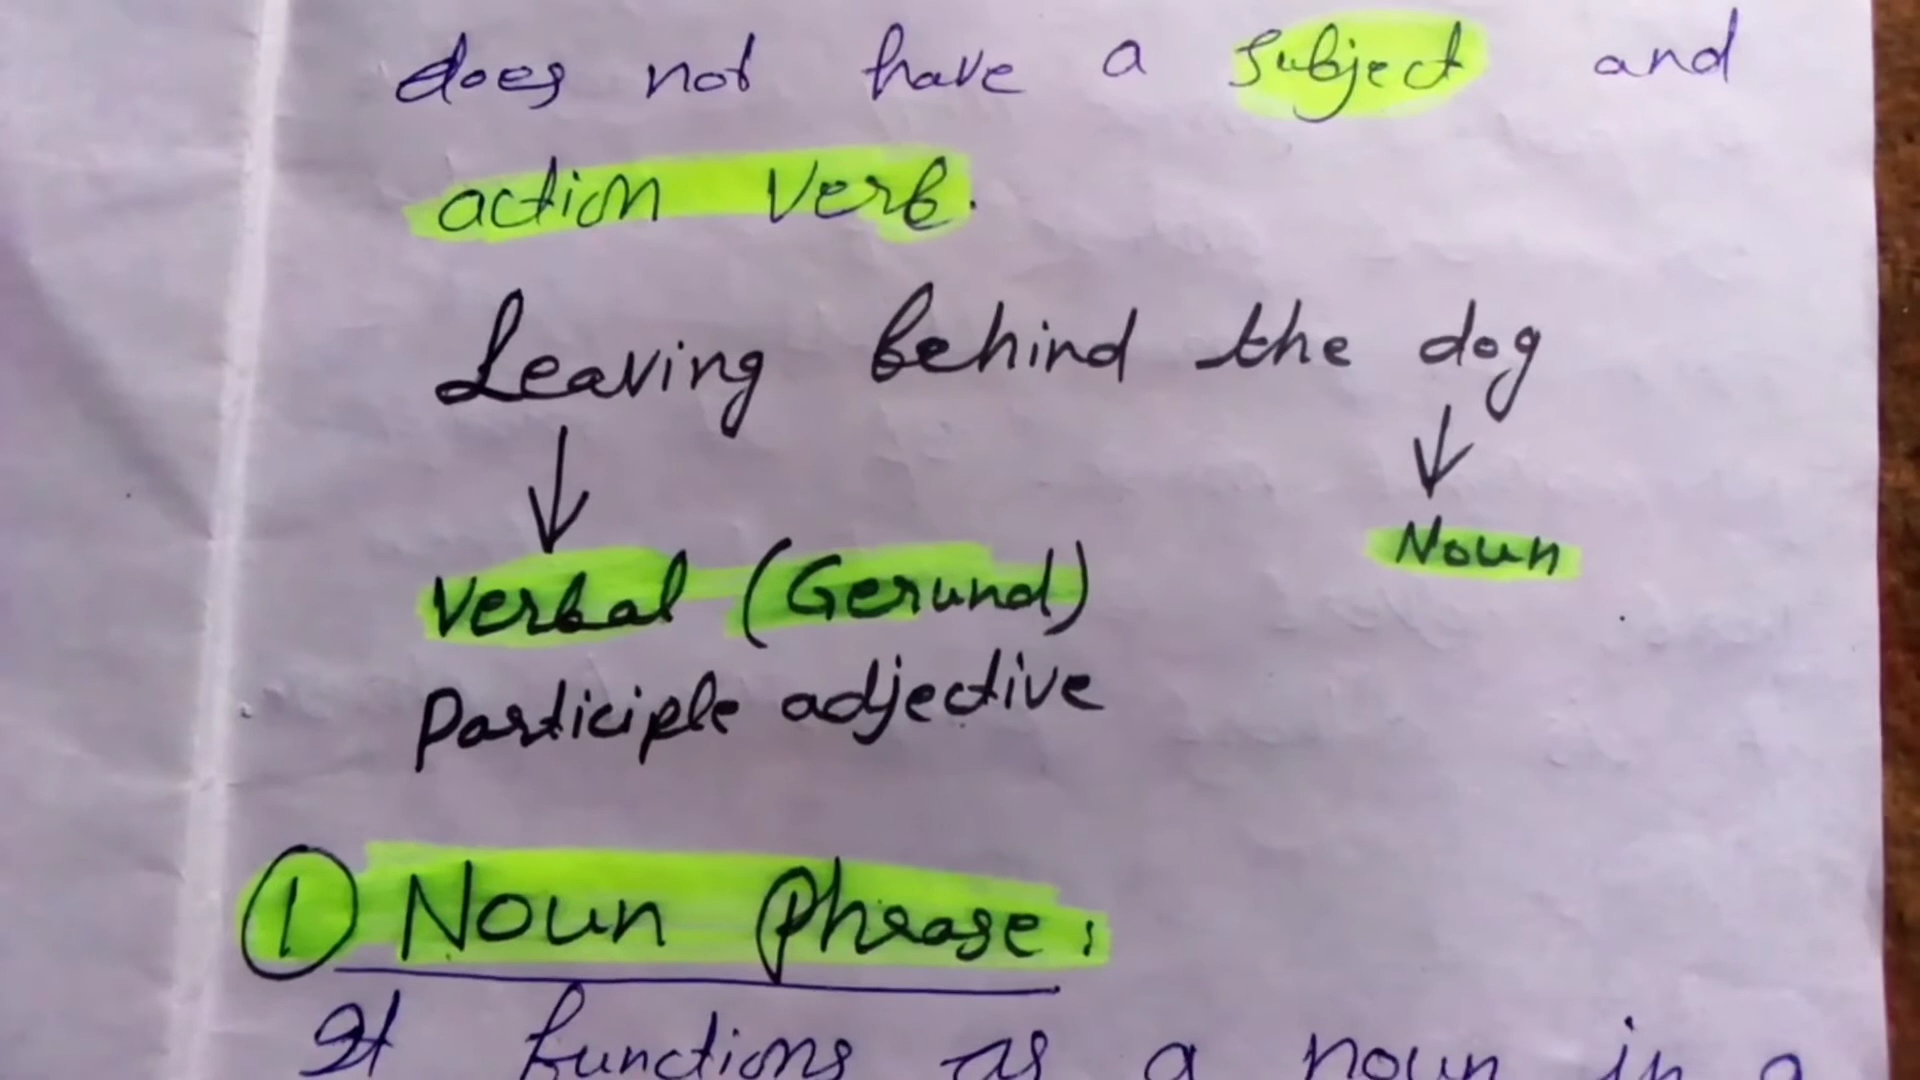 does not have a subject and
action verb.
Leaving behind the dog
Noun
Verbal (Gerund)
Participle adjective
1 Noun phrase:
It functions as a noun in a